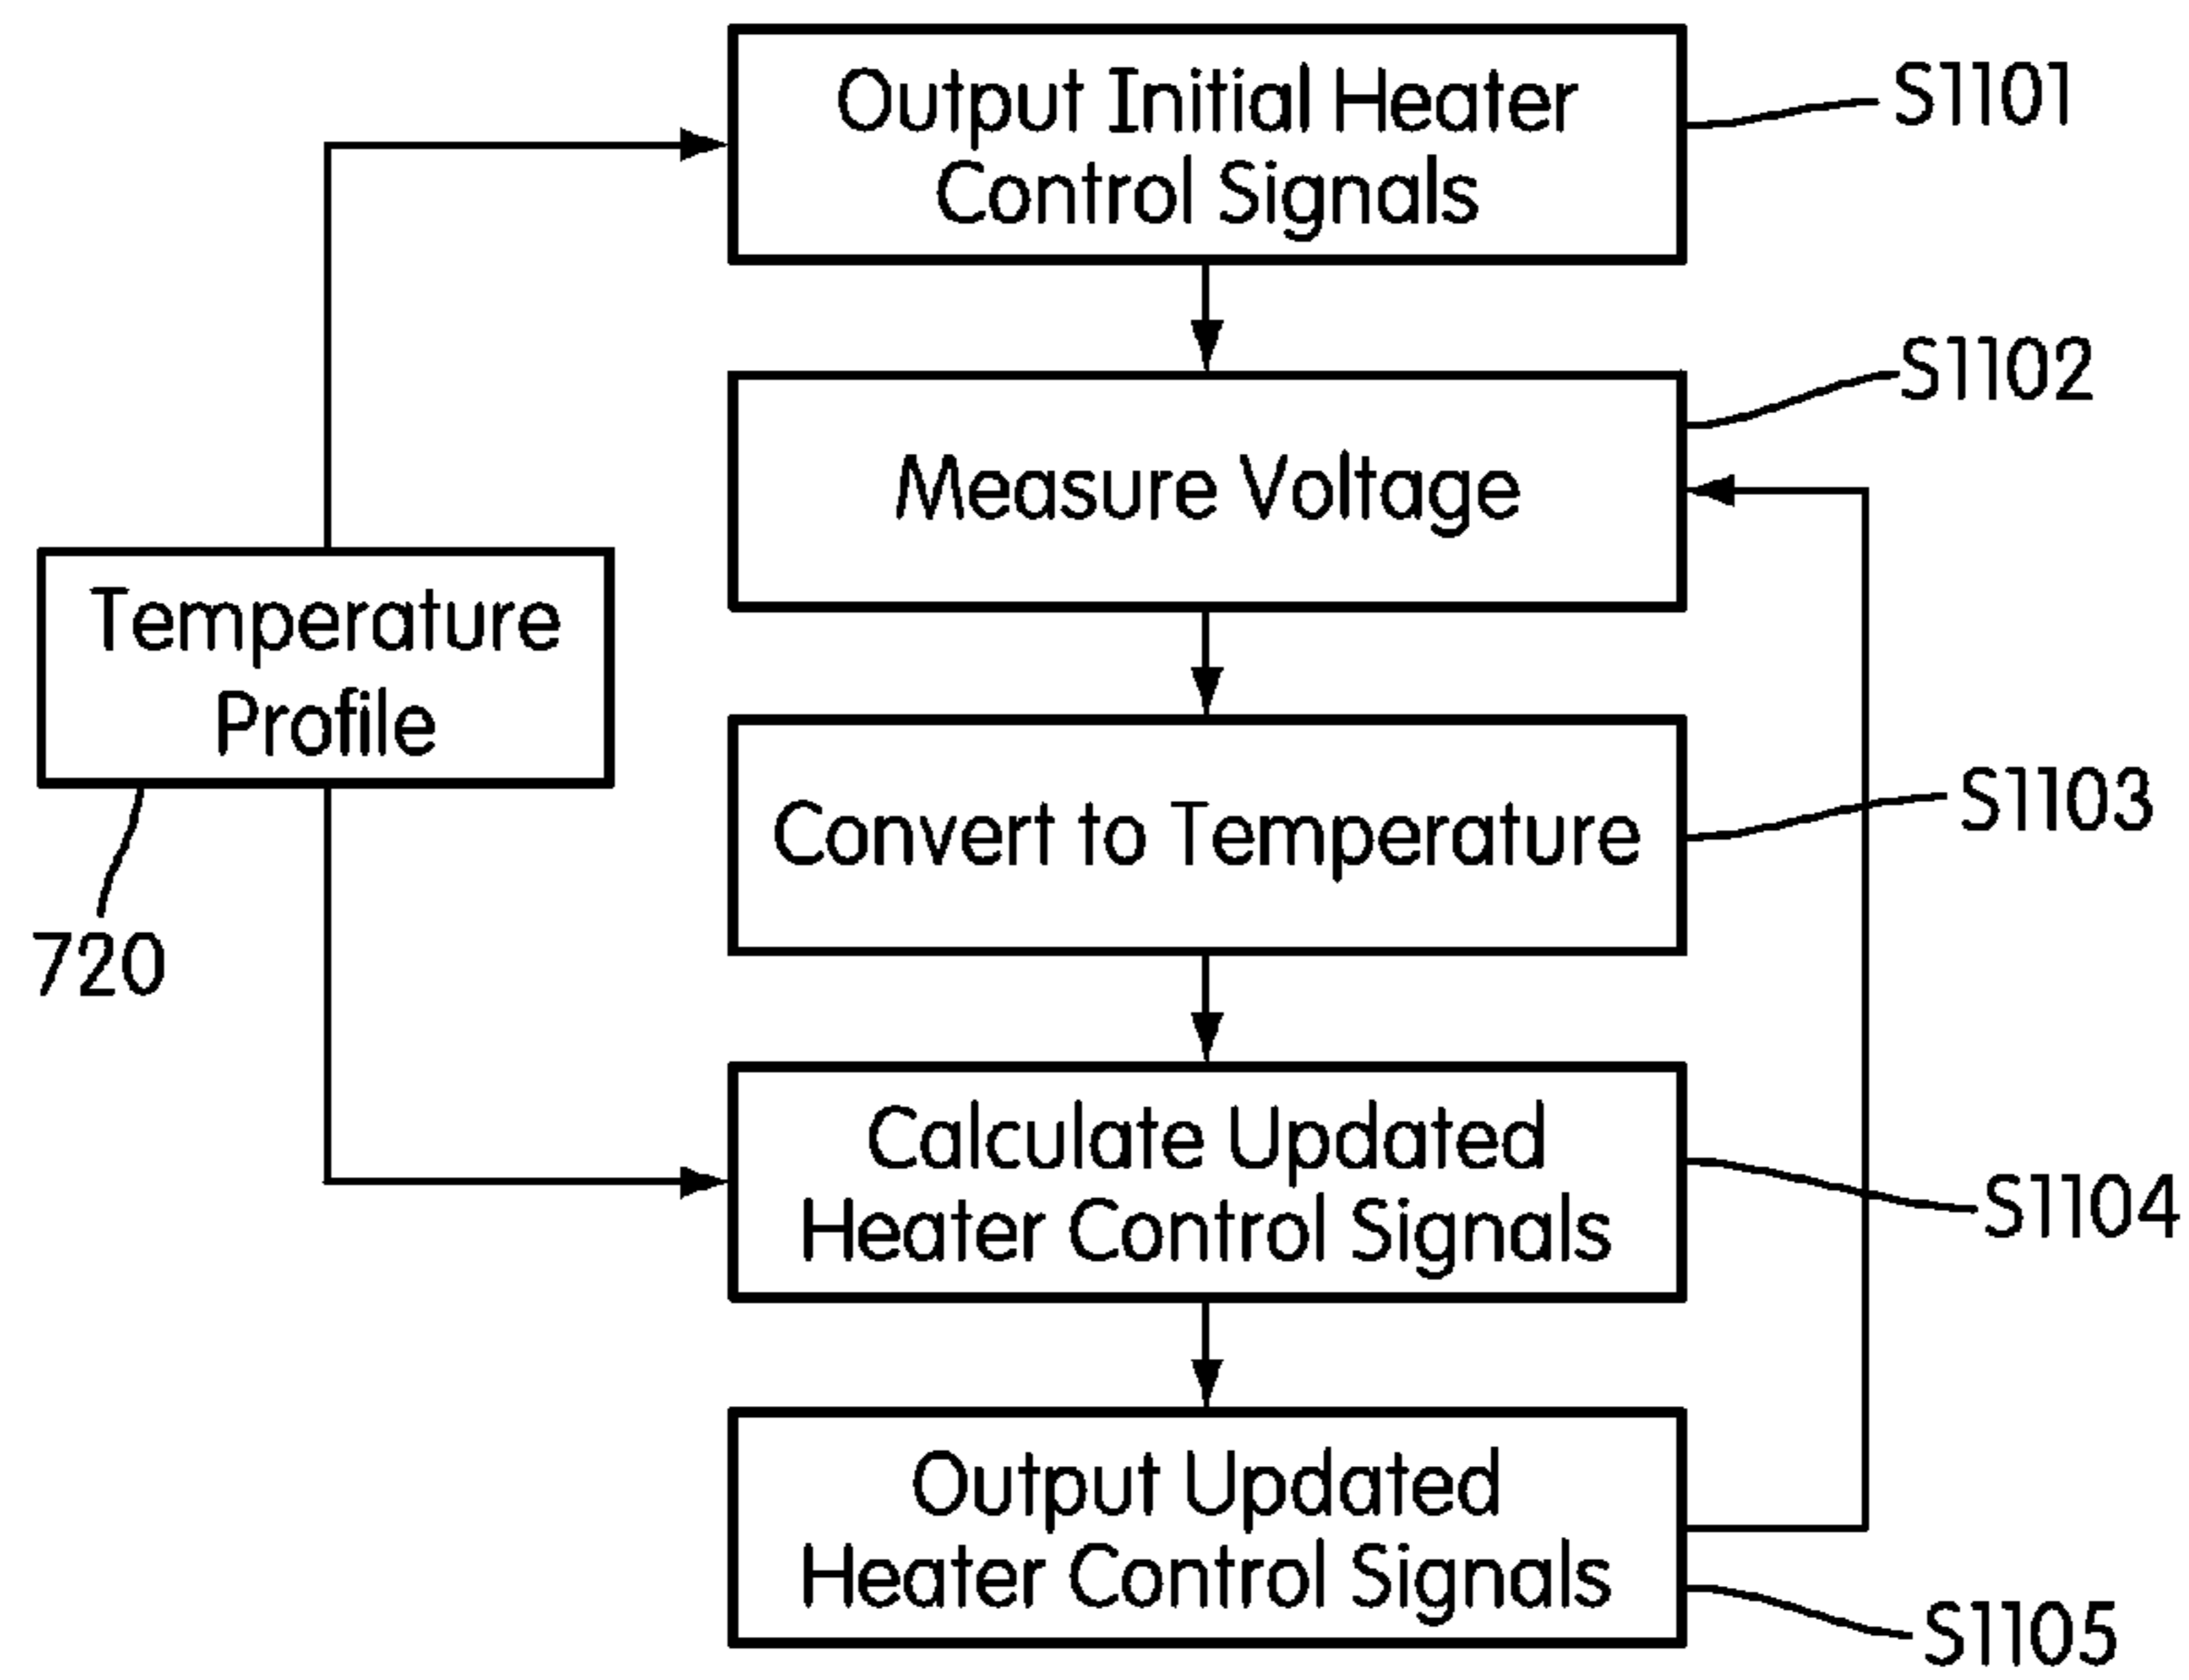 Output Initial Heater
Control Signals
S1101
Measure Voltage
S1102
Temperature
Profile
720
Convert to Temperature
S1103
Calculate Updated
Heater Control Signals
S1104
Output Updated
Heater Control Signals
S1105